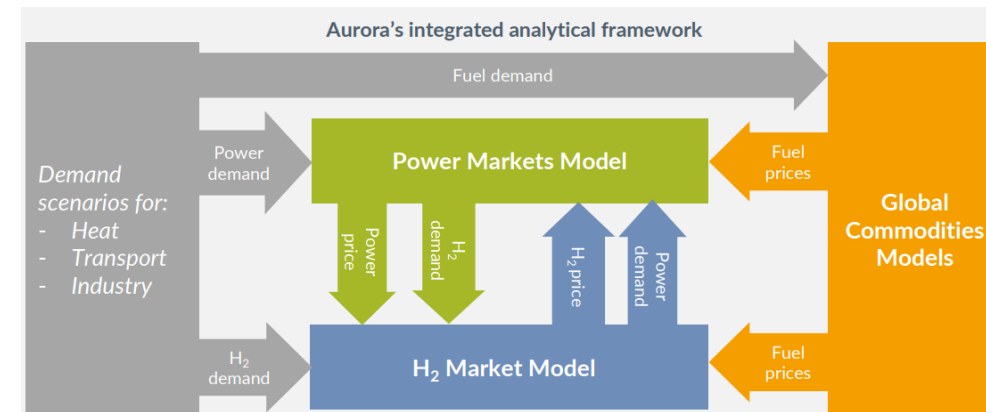 Aurora’s integrated analytical framework
Fuel demand
Power
demand
Power Markets Model
Fuel
prices
Demand
scenarios for:
- Heat
- Transport
- Industry
Power
price
H₂
demand
H₂ price
Power
demand
Global
Commodities
Models
H₂
demand
H₂ Market Model
Fuel
prices